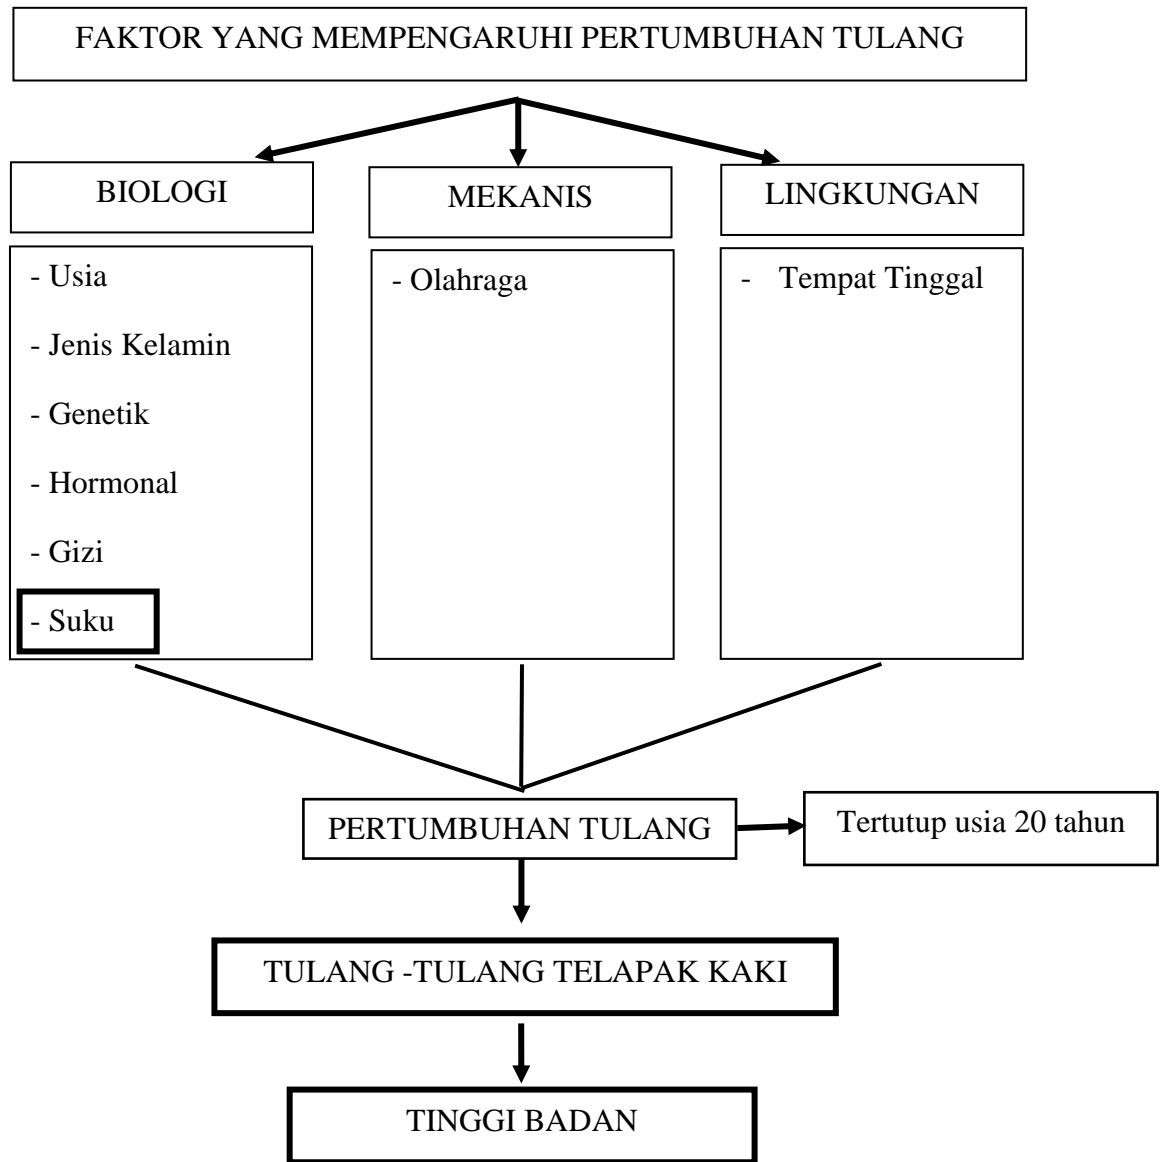 FAKTOR YANG MEMPENGARUHI PERTUMBUHAN TULANG
BIOLOGI
MEKANIS
LINGKUNGAN
- Usia
- Jenis Kelamin
- Genetik
- Hormonal
- Gizi
- Suku
- Olahraga
- Tempat Tinggal
PERTUMBUHAN TULANG
Tertutup usia 20 tahun
TULANG -TULANG TELAPAK KAKI
TINGGI BADAN